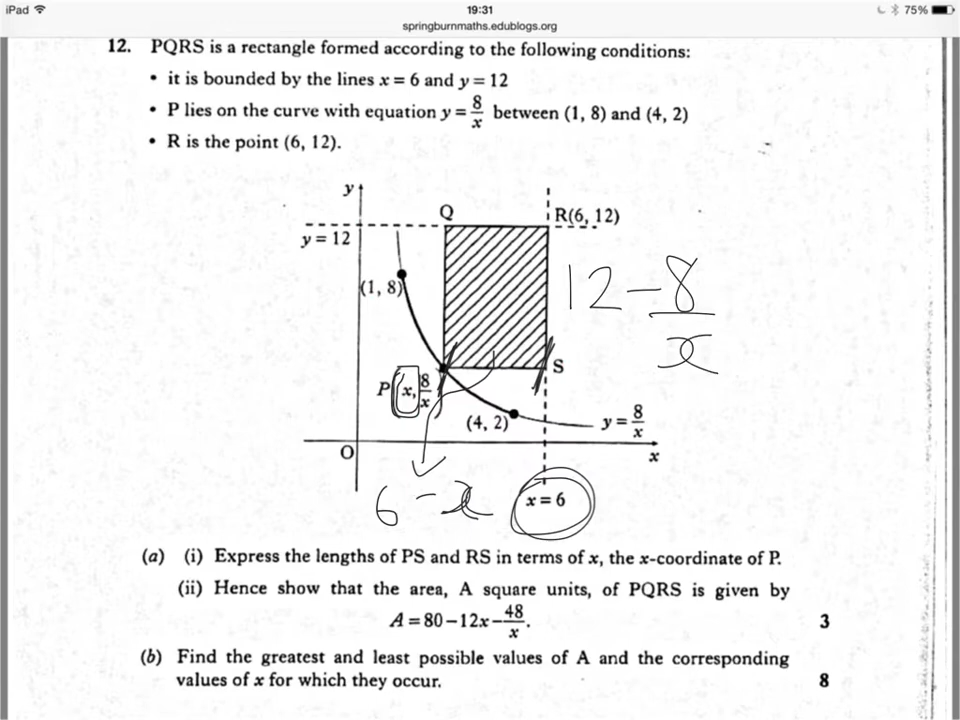 iPad 19:31 75%
springburnmaths.edublogs.org
12. PQRS is a rectangle formed according to the following conditions:
• it is bounded by the lines x = 6 and y = 12
• P lies on the curve with equation y = 8/x between (1, 8) and (4, 2)
• R is the point (6, 12).
y
Q
R(6, 12)
y = 12
(1, 8)
12 - 8/x
S
P(x, 8/x)
(4, 2)
y = 8/x
O
x
6 - x
x = 6
(a) (i) Express the lengths of PS and RS in terms of x, the x-coordinate of P.
(ii) Hence show that the area, A square units, of PQRS is given by
A = 80 – 12x – 48/x. 3
(b) Find the greatest and least possible values of A and the corresponding
values of x for which they occur. 8